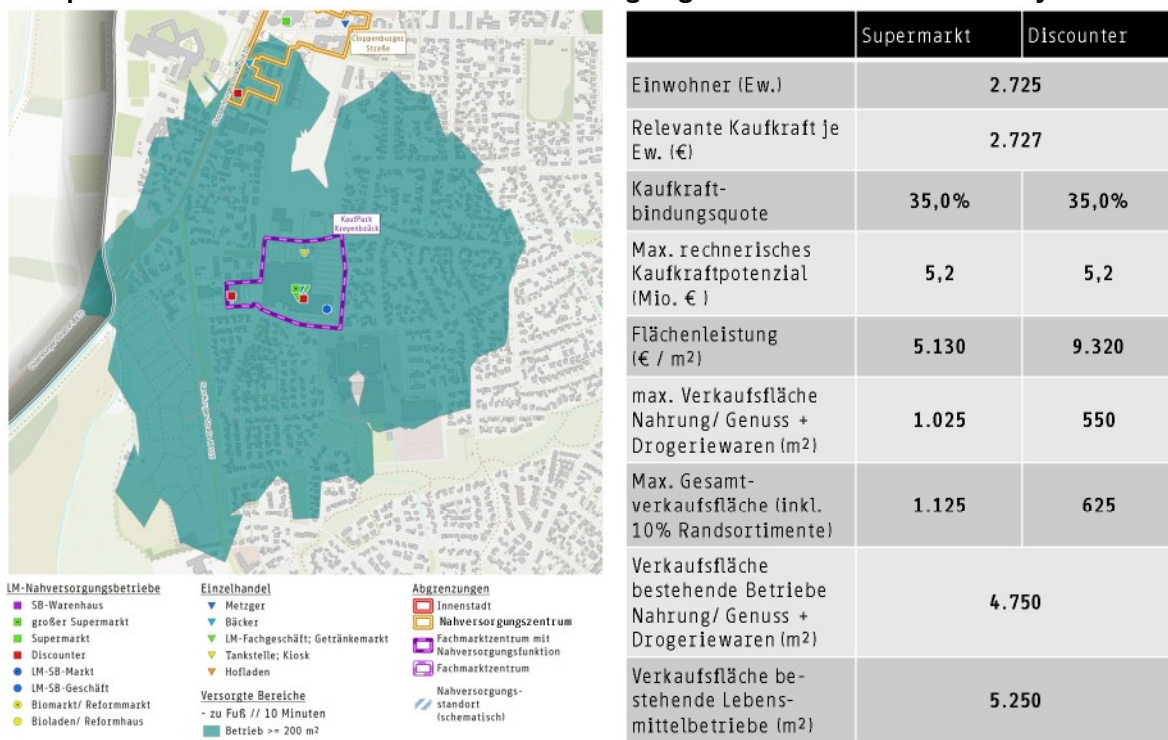 Cloppenburger
Straße
KaufPark
Kreyenbrück
LM-Nahversorgungsbetriebe
SB-Warenhaus
großer Supermarkt
Supermarkt
Discounter
LM-SB-Markt
LM-SB-Geschäft
Biomarkt/ Reformmarkt
Bioladen/ Reformhaus
Einzelhandel
Metzger
Bäcker
LM-Fachgeschäft; Getränkemarkt
Tankstelle; Kiosk
Hofladen
Versorgte Bereiche
- zu Fuß // 10 Minuten
Betrieb >= 200 m²
Abgrenzungen
Innenstadt
Nahversorgungszentrum
Fachmarktzentrum mit
Nahversorgungsfunktion
Fachmarktzentrum
Nahversorgungs-
standort
(schematisch)
Supermarkt Discounter
Einwohner (Ew.) 2.725
Relevante Kaufkraft je
Ew. (€) 2.727
Kaufkraft-
bindungsquote 35,0% 35,0%
Max. rechnerisches
Kaufkraftpotenzial
(Mio. € ) 5,2 5,2
Flächenleistung
(€ / m²) 5.130 9.320
max. Verkaufsfläche
Nahrung/ Genuss +
Drogeriewaren (m²) 1.025 550
Max. Gesamt-
verkaufsfläche (inkl.
10% Randsortimente) 1.125 625
Verkaufsfläche
bestehende Betriebe
Nahrung/ Genuss +
Drogeriewaren (m²) 4.750
Verkaufsfläche be-
stehende Lebens-
mittelbetriebe (m²) 5.250